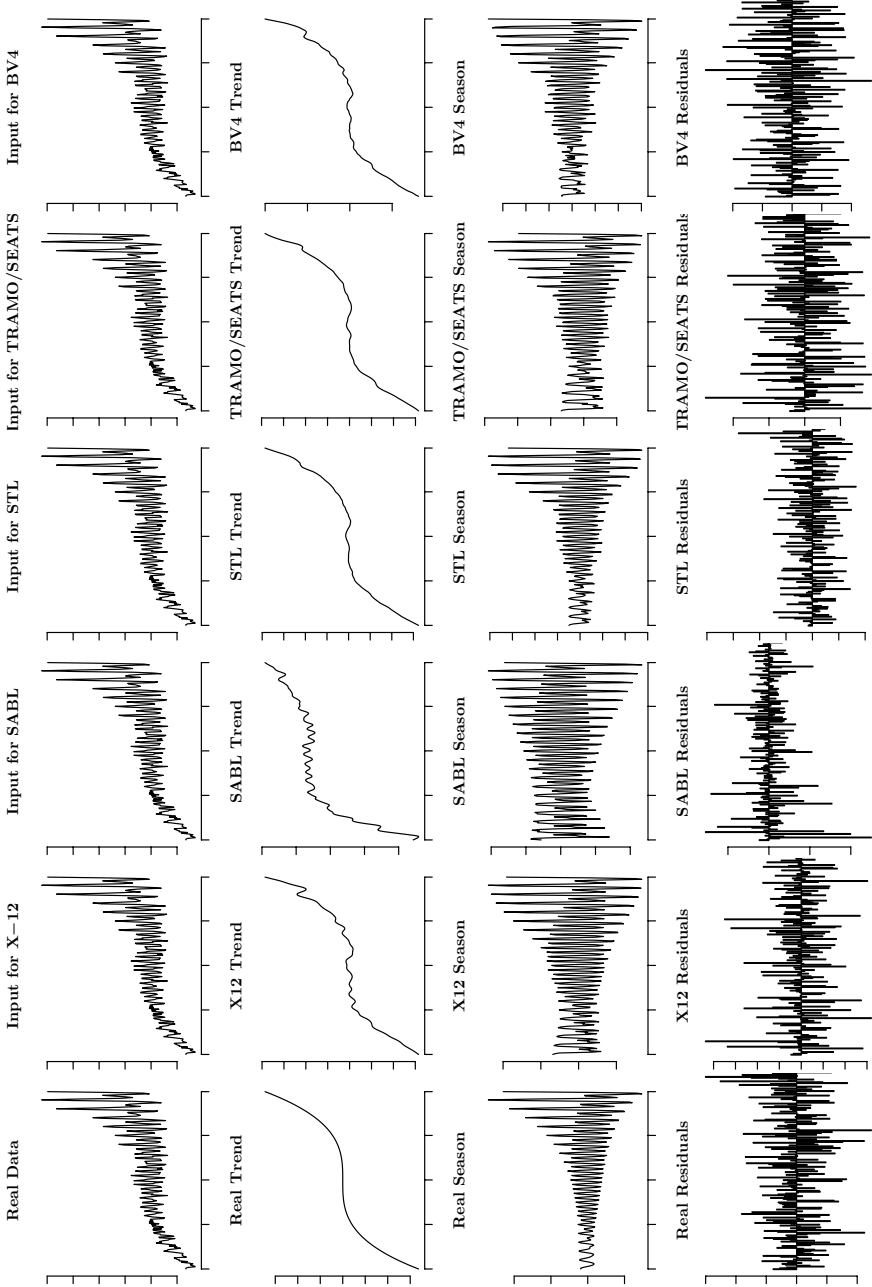 Real Data
Input for X−12
Input for SABL
Input for STL
Input for TRAMO/SEATS
Input for BV4
Real Trend
X12 Trend
SABL Trend
STL Trend
TRAMO/SEATS Trend
BV4 Trend
Real Season
X12 Season
SABL Season
STL Season
TRAMO/SEATS Season
BV4 Season
Real Residuals
X12 Residuals
SABL Residuals
STL Residuals
TRAMO/SEATS Residuals
BV4 Residuals